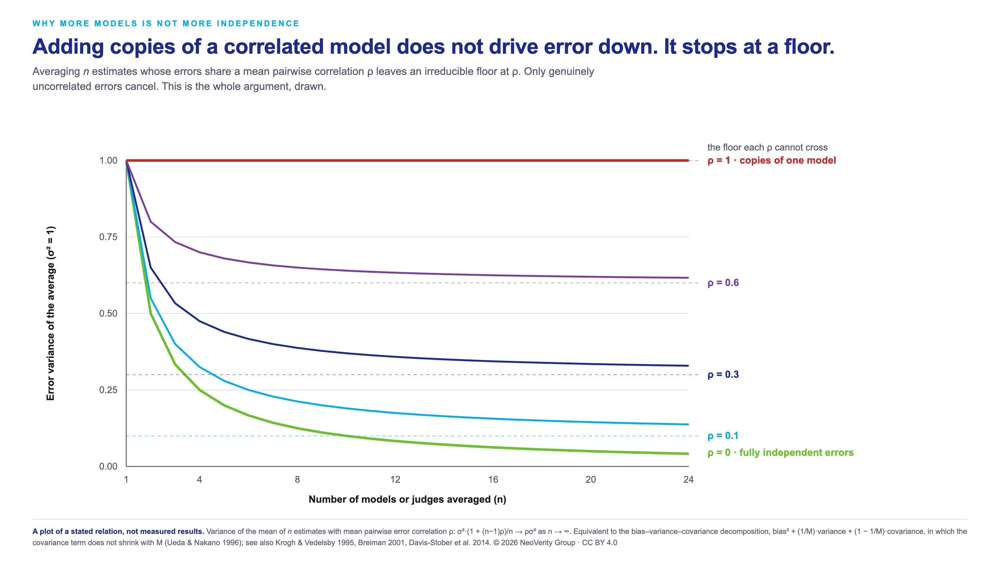 WHY MORE MODELS IS NOT MORE INDEPENDENCE
Adding copies of a correlated model does not drive error down. It stops at a floor.
Averaging n estimates whose errors share a mean pairwise correlation ρ leaves an irreducible floor at ρ. Only genuinely
uncorrelated errors cancel. This is the whole argument, drawn.
the floor each ρ cannot cross
1.00
ρ = 1 · copies of one model
0.75
ρ = 0.6
0.50
ρ = 0.3
0.25
ρ = 0.1
ρ = 0 · fully independent errors
0.00
Error variance of the average (σ² = 1)
1 4 8 12 16 20 24
Number of models or judges averaged (n)
A plot of a stated relation, not measured results. Variance of the mean of n estimates with mean pairwise error correlation ρ: σ²·(1 + (n−1)ρ)/n → ρσ² as n → ∞. Equivalent to the bias–variance–covariance decomposition, bias² + (1/M)·variance + (1 − 1/M)·covariance, in which the
covariance term does not shrink with M (Ueda & Nakano 1996); see also Krogh & Vedelsby 1995, Breiman 2001, Davis-Stober et al. 2014. © 2026 NeoVerity Group · CC BY 4.0